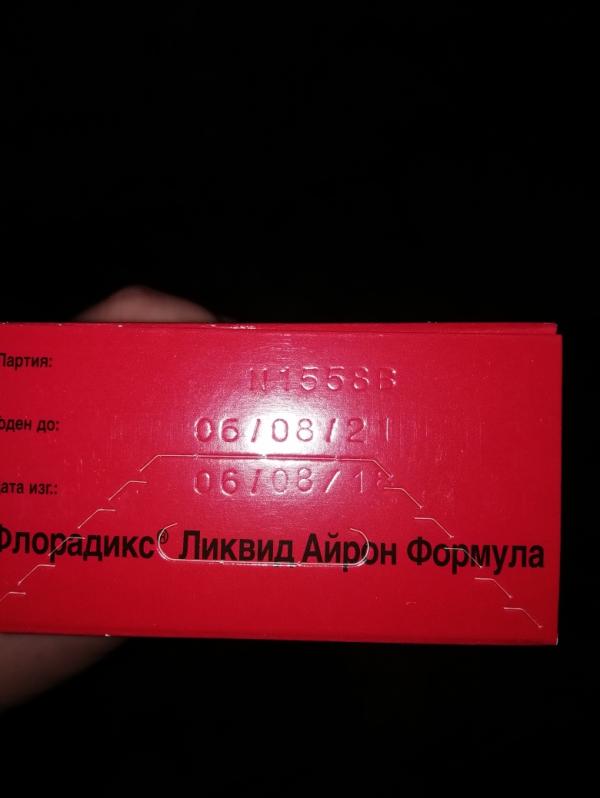 Партия: N1558B
оден до: 06/08/21
ата изг.: 06/08/18
Флорадикс® Ликвид Айрон Формула